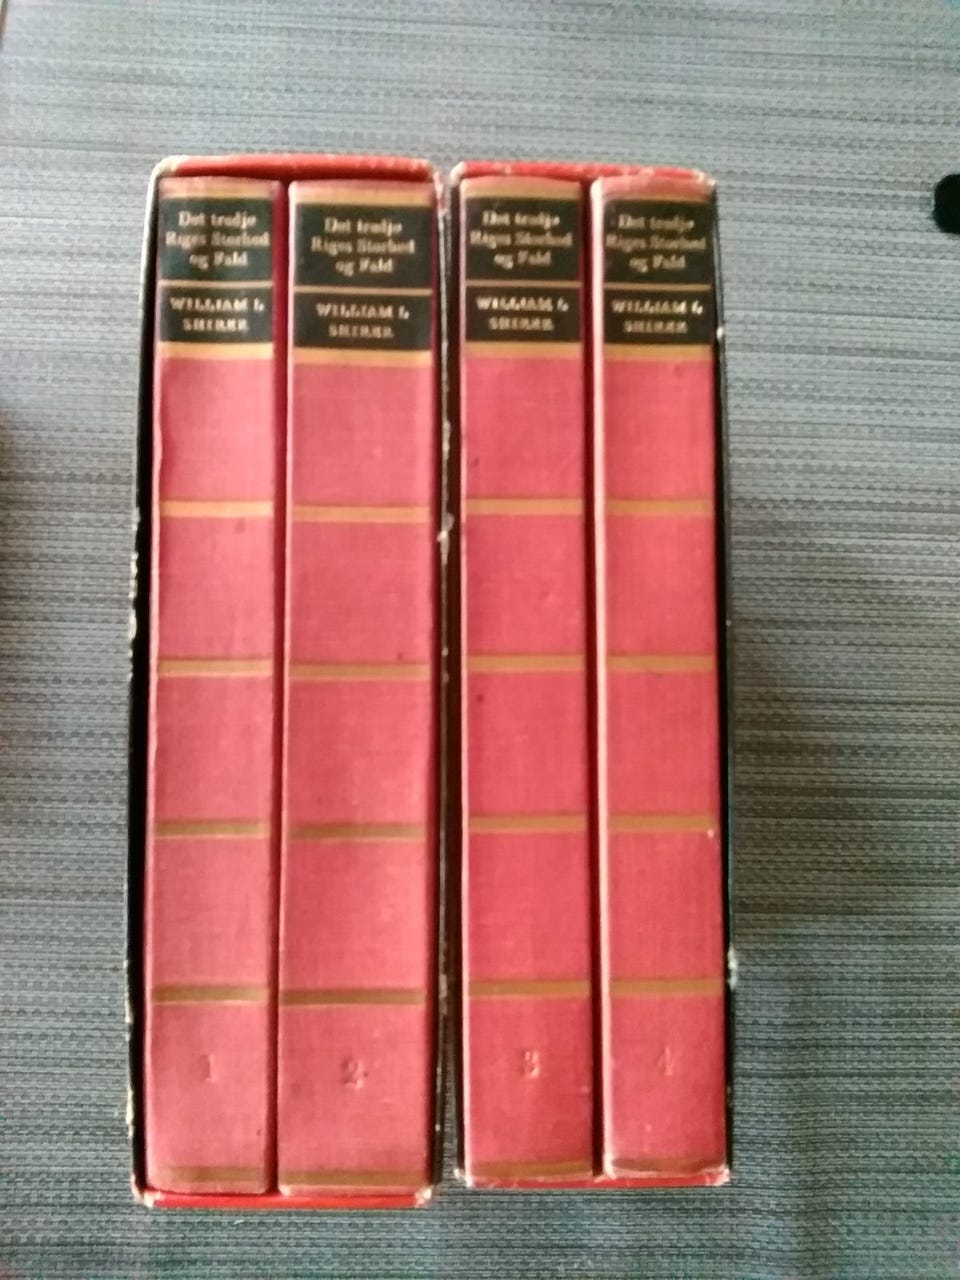 Det tredje
Riges Storhed
og Fald
WILLIAM L
SHIRER
1
Det tredje
Riges Storhed
og Fald
WILLIAM L.
SHIRER
2
Det tredje
Riges Storhed
og Fald
WILLIAM L.
SHIRER
3
Det tredje
Riges Storhed
og Fald
WILLIAM L.
SHIRER
4